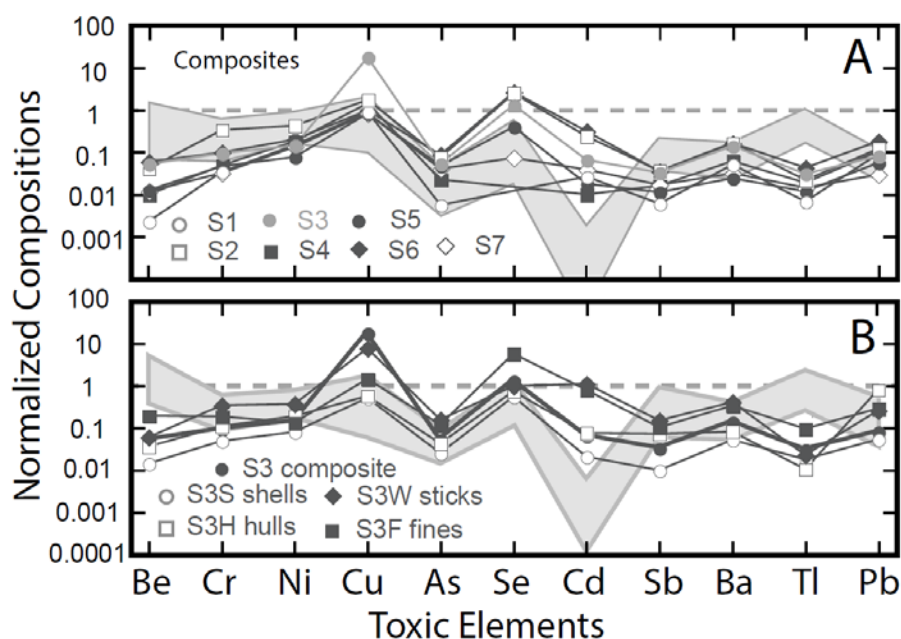 Normalized Compositions
100
10
1
0.1
0.01
0.001
Composites
A
S1 S3 S5
S2 S4 S6 S7
100
10
1
0.1
0.01
0.001
0.0001
B
S3 composite
S3S shells S3W sticks
S3H hulls S3F fines
Be Cr Ni Cu As Se Cd Sb Ba Tl Pb
Toxic Elements